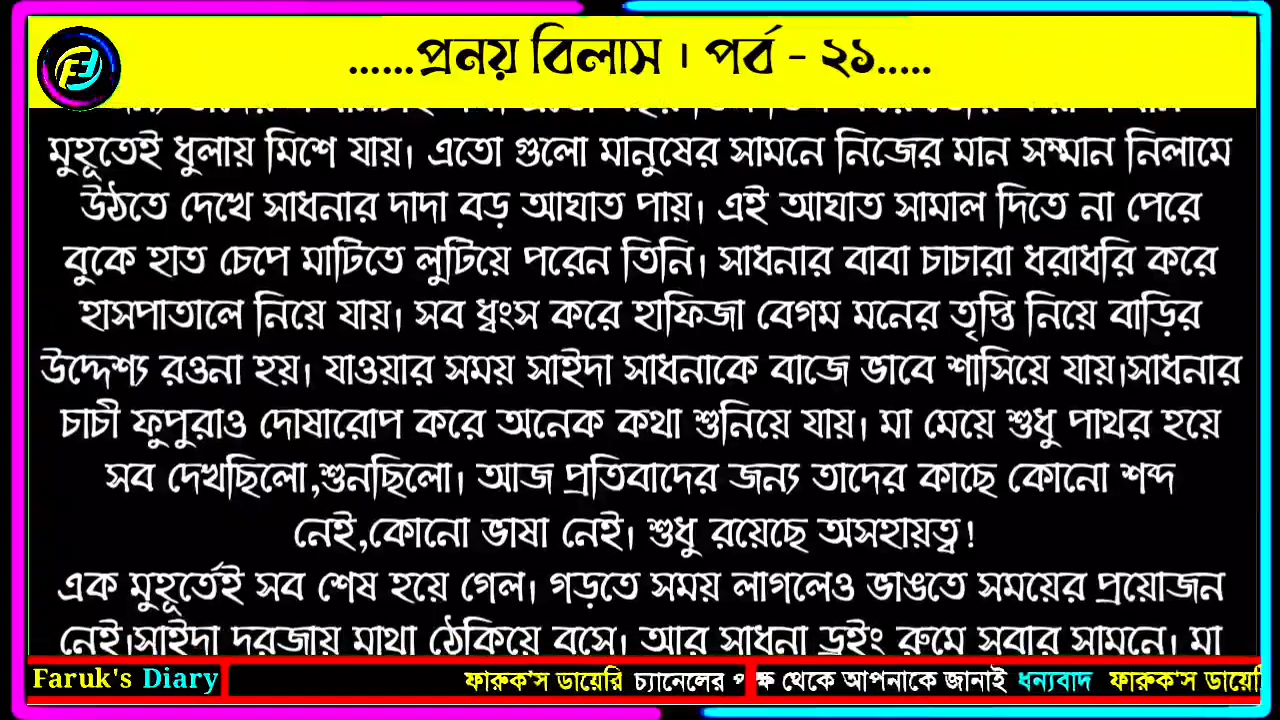 ......প্রনয় বিলাস । পর্ব - ২১.....
মুহূতেই ধুলায় মিশে যায়। এতো গুলো মানুষের সামনে নিজের মান সম্মান নিলামে
উঠতে দেখে সাধনার দাদা বড় আঘাত পায়। এই আঘাত সামাল দিতে না পেরে
বুকে হাত চেপে মাটিতে লুটিয়ে পরেন তিনি। সাধনার বাবা চাচারা ধরাধরি করে
হাসপাতালে নিয়ে যায়। সব ধ্বংস করে হাফিজা বেগম মনের তৃপ্তি নিয়ে বাড়ির
উদ্দেশ্য রওনা হয়। যাওয়ার সময় সাইদা সাধনাকে বাজে ভাবে শাসিয়ে যায়।সাধনার
চাচী ফুপুরাও দোষারোপ করে অনেক কথা শুনিয়ে যায়। মা মেয়ে শুধু পাথর হয়ে
সব দেখছিলো,শুনছিলো। আজ প্রতিবাদের জন্য তাদের কাছে কোনো শব্দ
নেই,কোনো ভাষা নেই। শুধু রয়েছে অসহায়ত্ব!
এক মুহূর্তেই সব শেষ হয়ে গেল। গড়তে সময় লাগলেও ভাঙতে সময়ের প্রয়োজন
নেই।সাইদা দরজায় মাথা ঠেকিয়ে বসে। আর সাধনা ড্রইং রুমে সবার সামনে। মা
Faruk's Diary ফারুক'স ডায়েরি চ্যানেলের প ক্ষ থেকে আপনাকে জানাই ধন্যবাদ ফারুক'স ডায়েরি